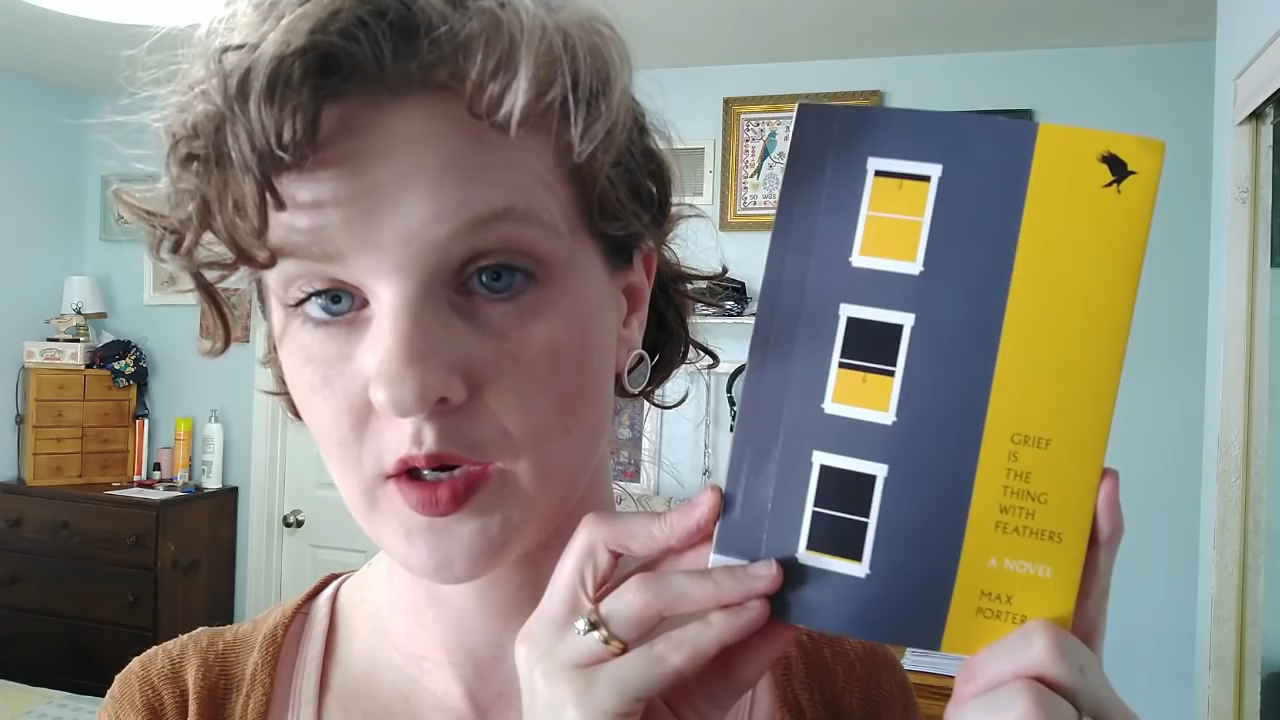 GRIEF
IS
THE
THING
WITH
FEATHERS
A NOVEL
MAX
PORTER